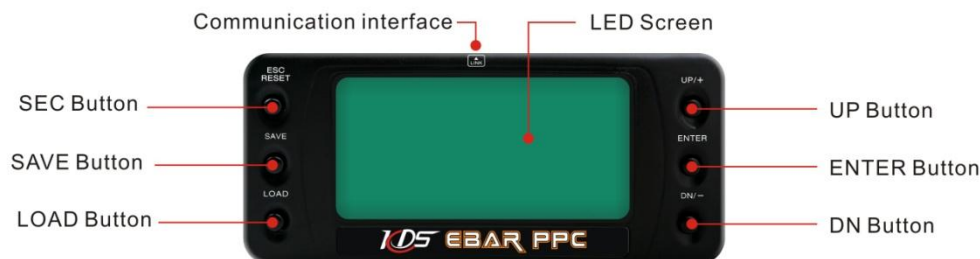 Communication interface
LED Screen
LINK
ESC
RESET
UP/+
SEC Button
UP Button
SAVE
ENTER
SAVE Button
ENTER Button
LOAD
DN/-
LOAD Button
DN Button
KDS EBAR PPC